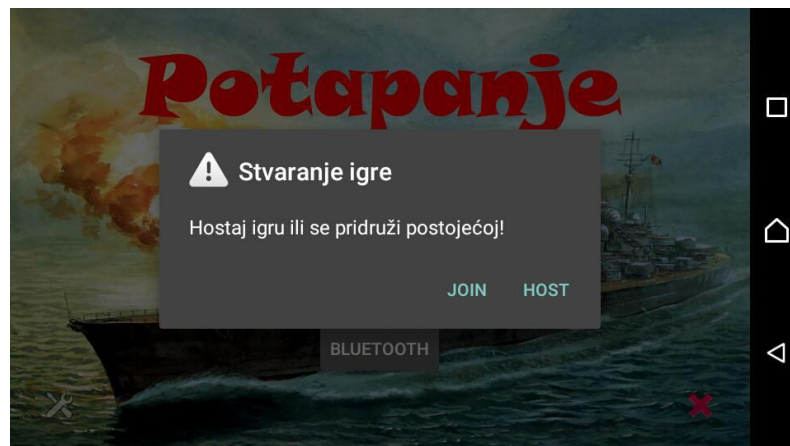 Potapanje
Stvaranje igre
Hostaj igru ili se pridruži postojećoj!
JOIN HOST
BLUETOOTH